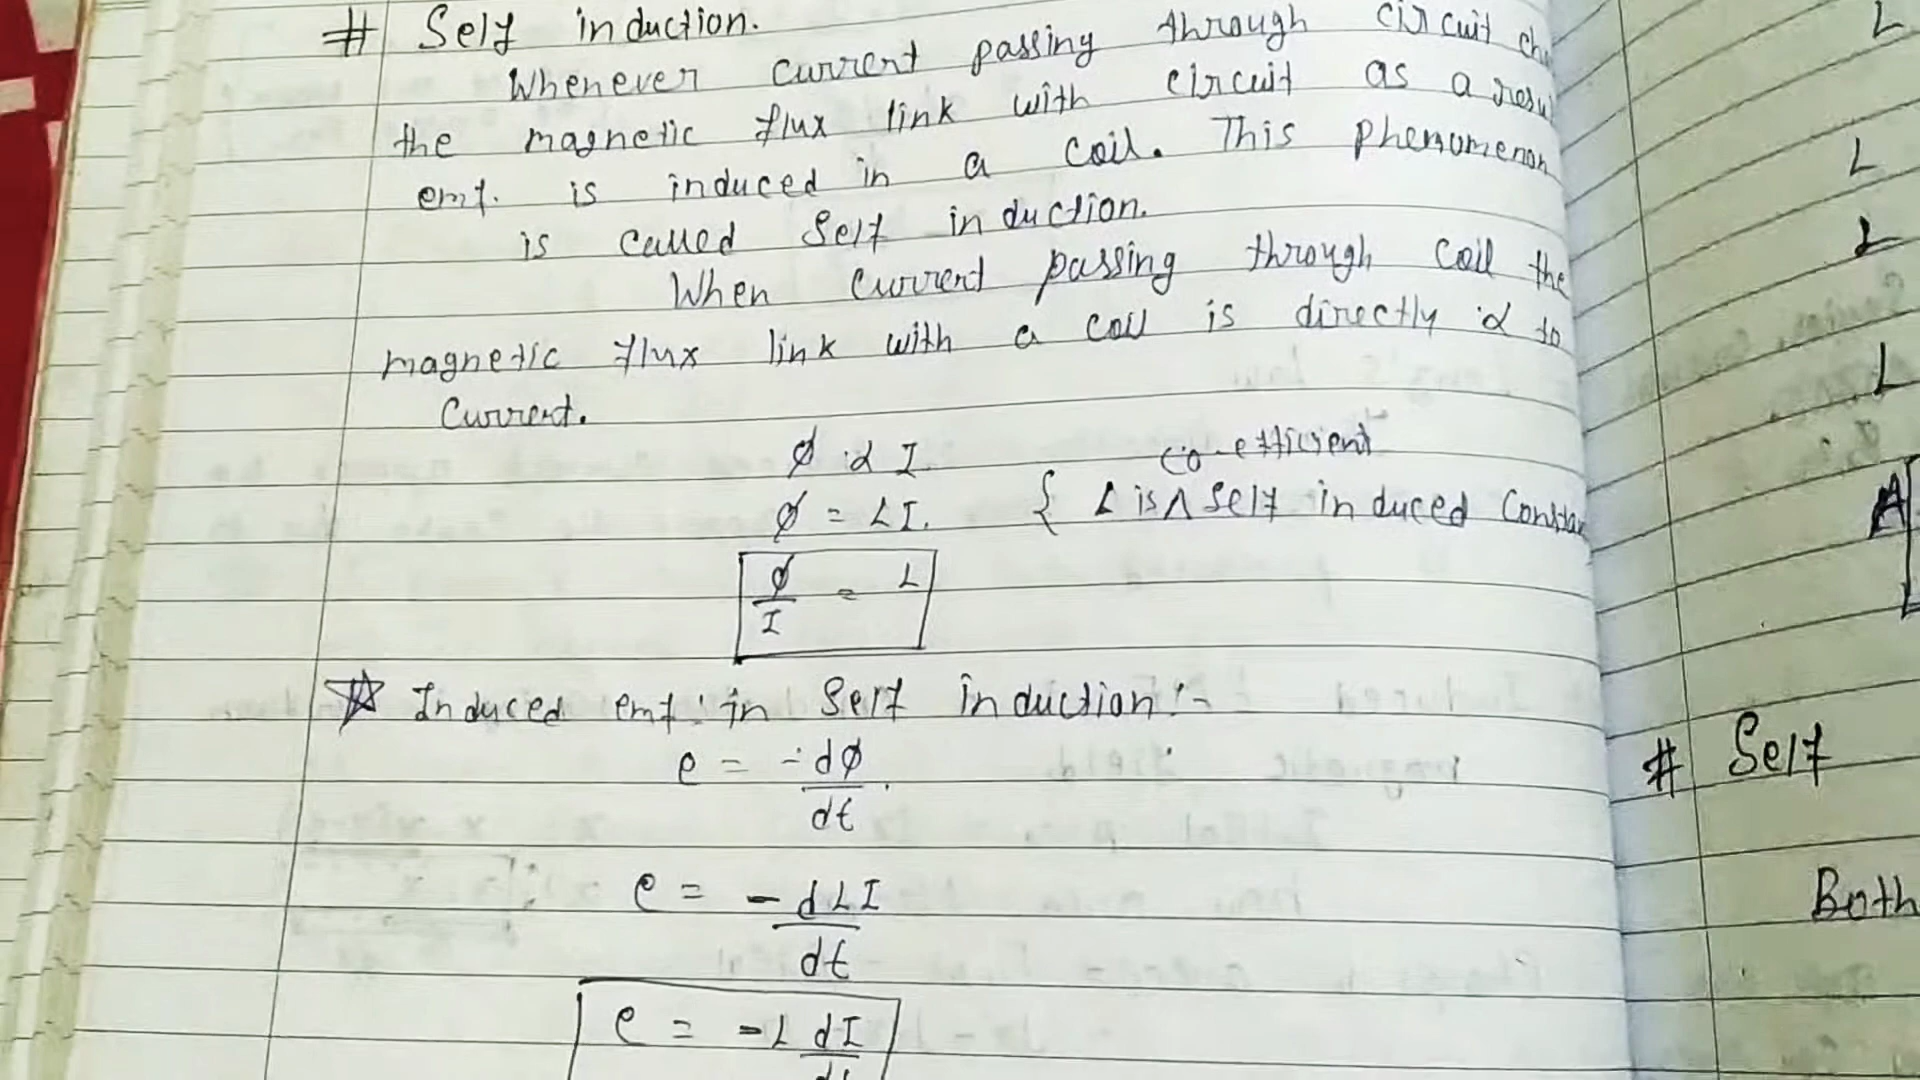 # Self induction.
Whenever current passing through circuit
the magnetic flux link with circuit as a
emf. is induced in a coil. This phenomenon
is called Self induction.
When current passing through coil the
magnetic flux link with a coil is directly α to
Current.
φ α I.
co-efficient
φ = LI. { L is ∧ Self induced
φ/I = L
☆ Induced emf in Self induction:-
e = -dφ/dt.
e = -dLI/dt
e = -L dI
L
L
L
L
A
# Self
Both